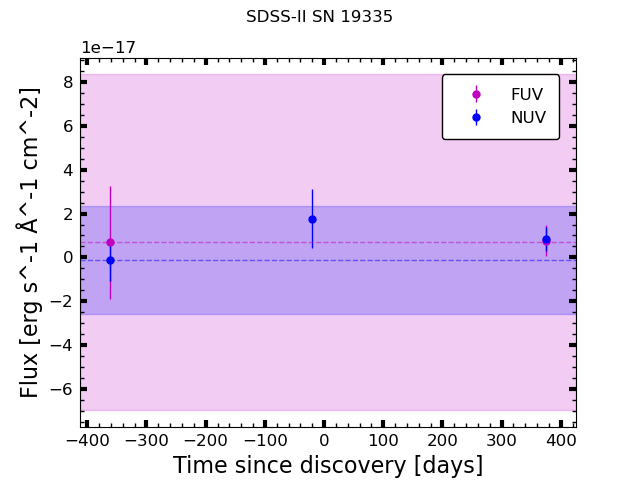 SDSS-II SN 19335
1e−17
FUV
NUV
8
6
4
2
0
−2
−4
−6
Flux [erg s^-1 Å^-1 cm^-2]
−400 −300 −200 −100 0 100 200 300 400
Time since discovery [days]